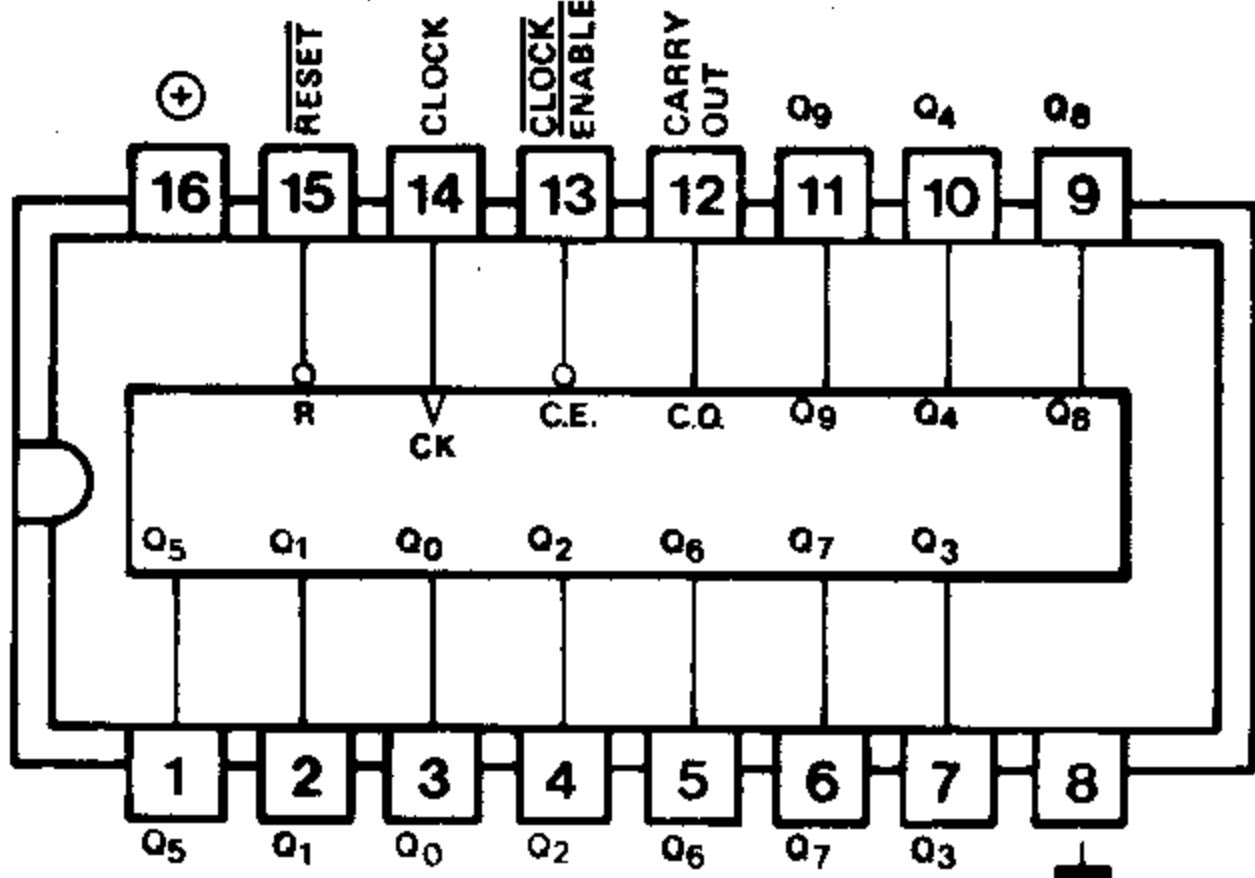 +
RESET
CLOCK
CLOCK
ENABLE
CARRY
OUT
Q9
Q4
Q8
16 15 14 13 12 11 10 9
R
CK
C.E.
C.O.
Q9 Q4 Q8
Q5 Q1 Q0 Q2 Q6 Q7 Q3
1 2 3 4 5 6 7 8
Q5 Q1 Q0 Q2 Q6 Q7 Q3